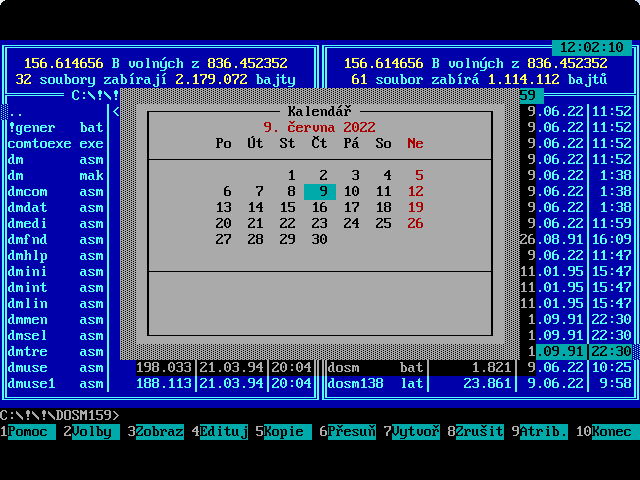 12:02:10
156.614656 B volných z 836.452352 156.614656 B volných z 836.452352
32 soubory zabírají 2.179.072 bajty 61 soubor zabírá 1.114.112 bajtů
C:\!\! 59
Kalendář
9. června 2022
Po Út St Čt Pá So Ne
1 2 3 4 5
6 7 8 9 10 11 12
13 14 15 16 17 18 19
20 21 22 23 24 25 26
27 28 29 30
.. 9.06.22 11:52
!gener bat 9.06.22 11:52
comtoexe exe 9.06.22 11:52
dm asm 9.06.22 1:38
dm mak 9.06.22 1:38
dmcom asm 9.06.22 1:38
dmdat asm 9.06.22 1:38
dmedi asm 9.06.22 11:59
dmfnd asm 26.08.91 16:09
dmhlp asm 9.06.22 11:47
dmini asm 11.01.95 15:47
dmint asm 11.01.95 15:47
dmlin asm 11.01.95 15:47
dmmen asm 1.09.91 22:30
dmsel asm 1.09.91 22:30
dmtre asm 1.09.91 22:30
dmuse asm 198.033 21.03.94 20:04 dosm bat 1.821 9.06.22 10:25
dmuse1 asm 188.113 21.03.94 20:04 dosm138 lat 23.861 9.06.22 9:58
C:\!\!\DOSM159>
1Pomoc 2Volby 3Zobraz 4Edituj 5Kopie 6Přesuň 7Vytvoř 8Zrušit 9Atrib. 10Konec